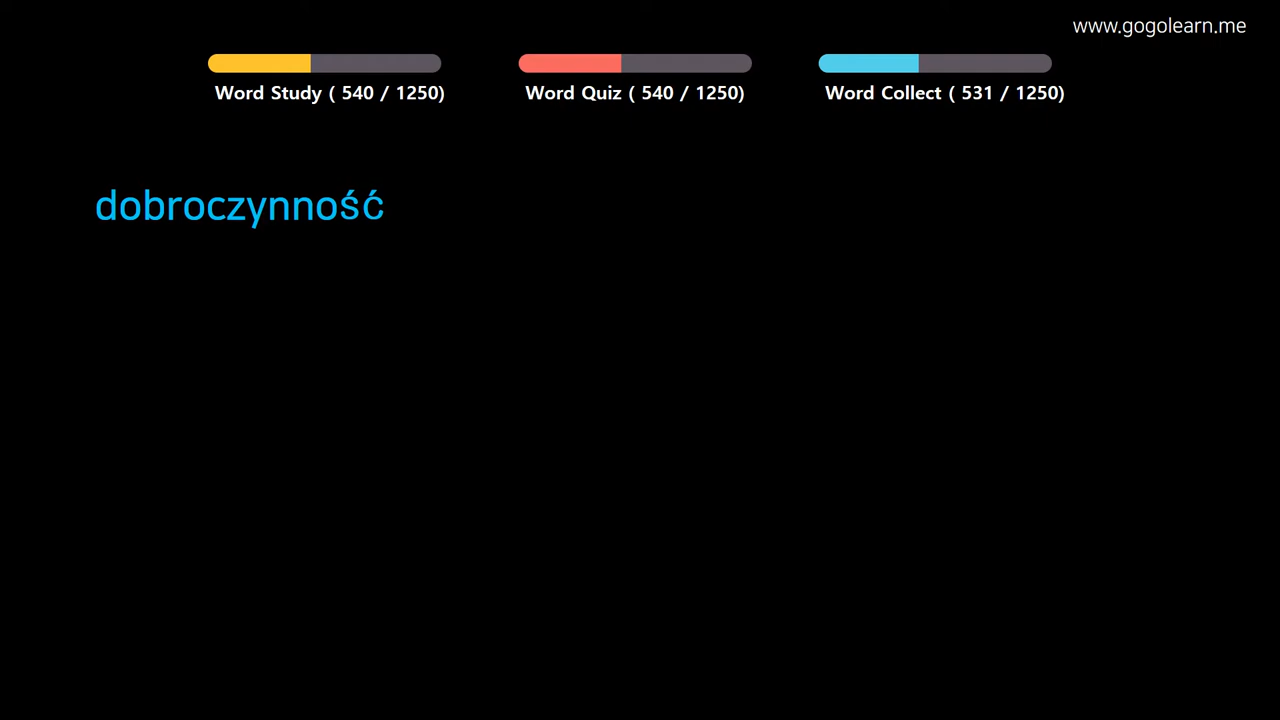 www.gogolearn.me
Word Study ( 540 / 1250)
Word Quiz ( 540 / 1250)
Word Collect ( 531 / 1250)
dobroczynność